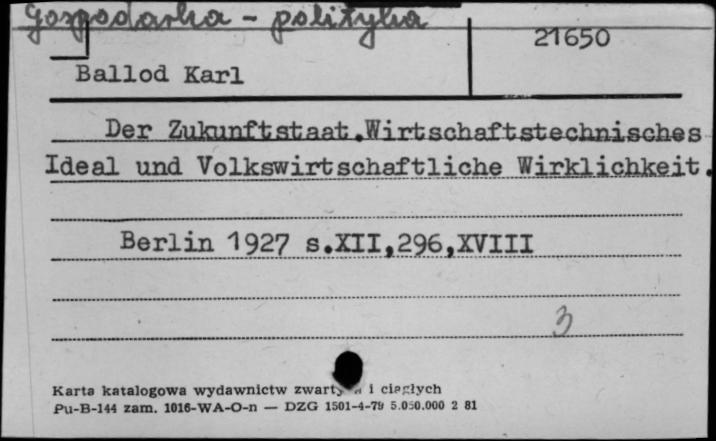 Gospodarka - polityka
21650
Ballod Karl
Der Zukunftstaat.Wirtschaftstechnisches
Ideal und Volkswirtschaftliche Wirklichkeit.
Berlin 1927 s.XII,296,XVIII
3
Karta katalogowa wydawnictw i ciągłych
Pu-B-144 zam. 1016-WA-O-n — DZG 1501-4-79 5.050.000 2 81